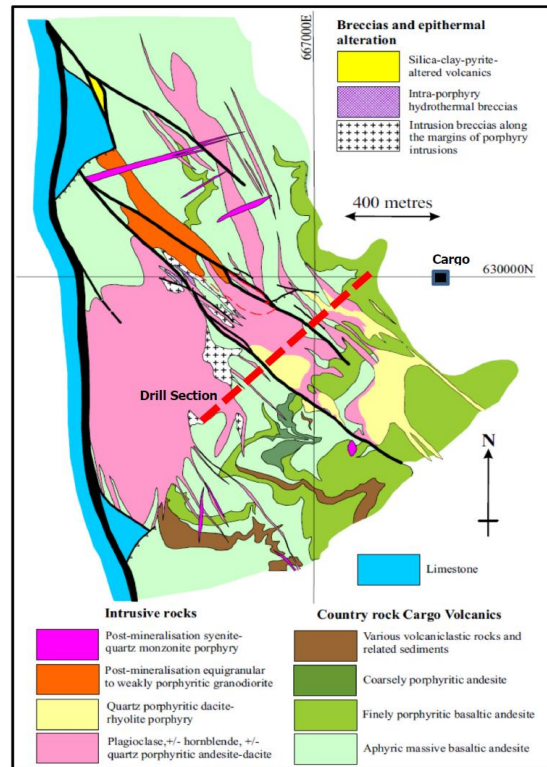 Breccias and epithermal
alteration
Silica-clay-pyrite-
altered volcanics
Intra-porphyry
hydrothermal breccias
Intrusion breccias along
the margins of porphyry
intrusions
667000E
400 metres
Cargo
630000N
Drill Section
N
Limestone
Intrusive rocks
Post-mineralisation syenite-
quartz monzonite porphyry
Post-mineralisation equigranular
to weakly porphyritic granodiorite
Quartz porphyritic dacite-
rhyolite porphyry
Plagioclase,+/- hornblende, +/-
quartz porphyritic andesite-dacite
Country rock Cargo Volcanics
Various volcaniclastic rocks and
related sediments
Coarsely porphyritic andesite
Finely porphyritic basaltic andesite
Aphyric massive basaltic andesite